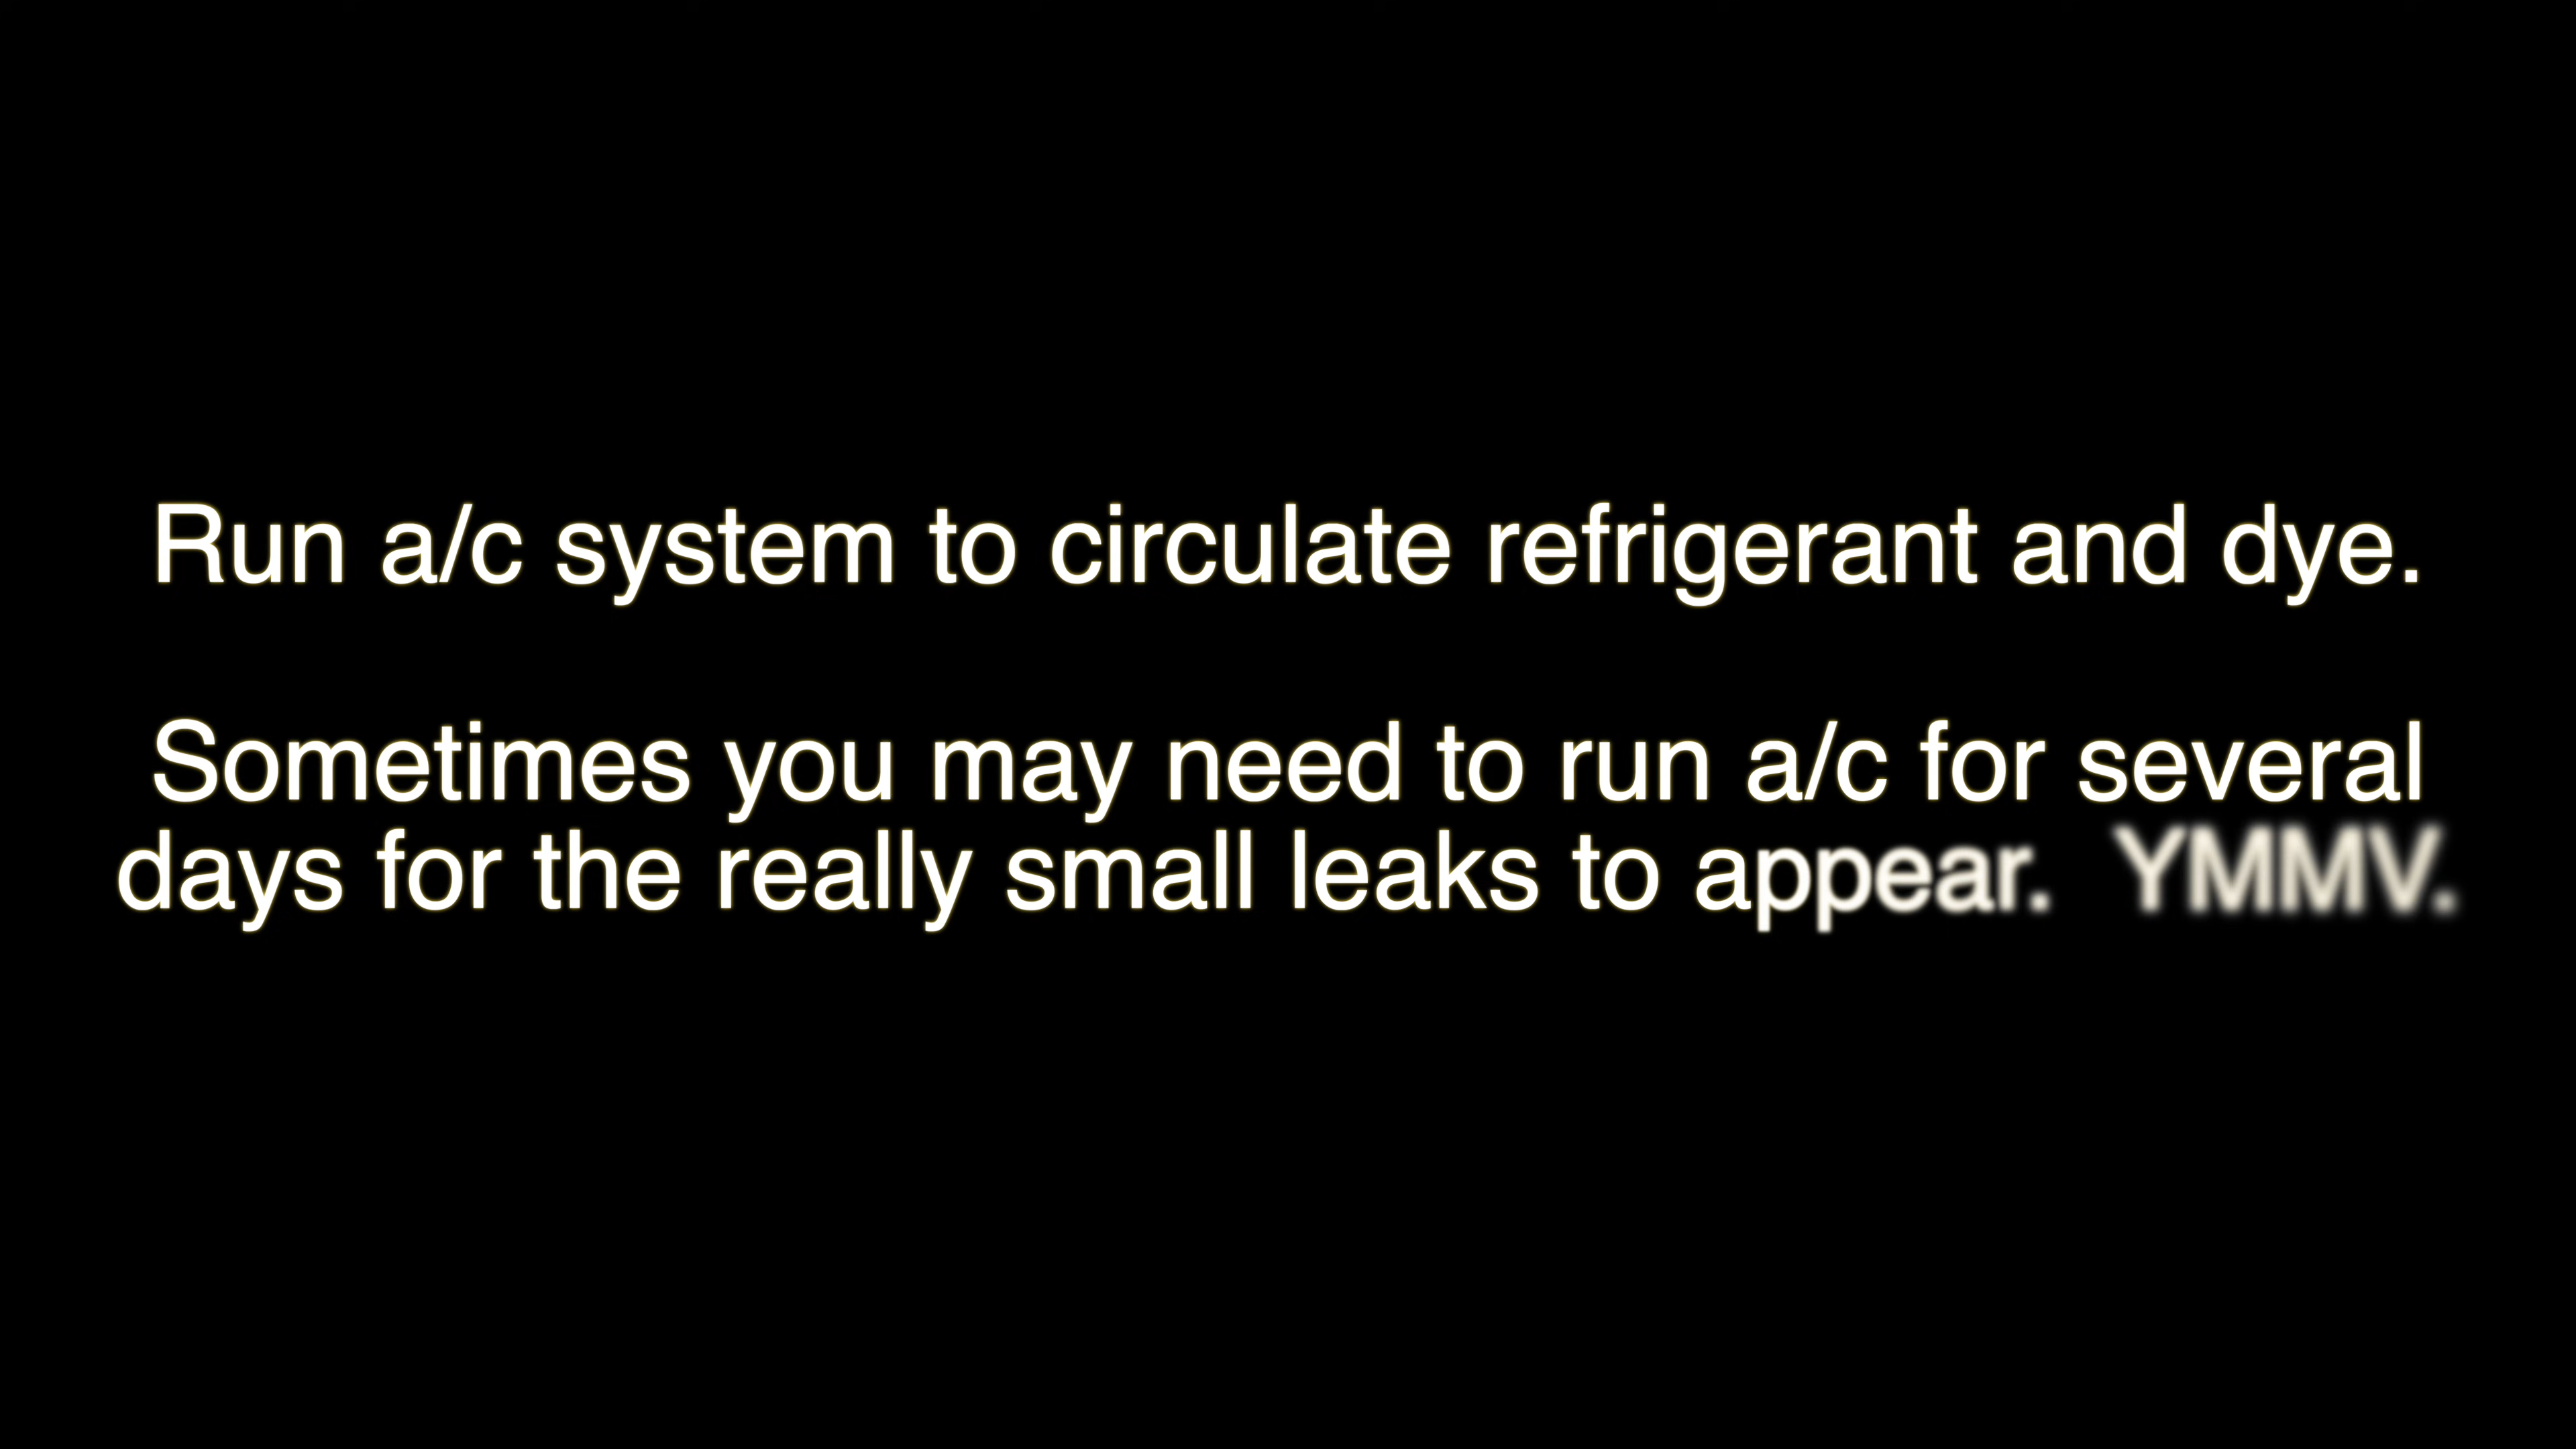 Run a/c system to circulate refrigerant and dye.
Sometimes you may need to run a/c for several
days for the really small leaks to appear.  YMMV.